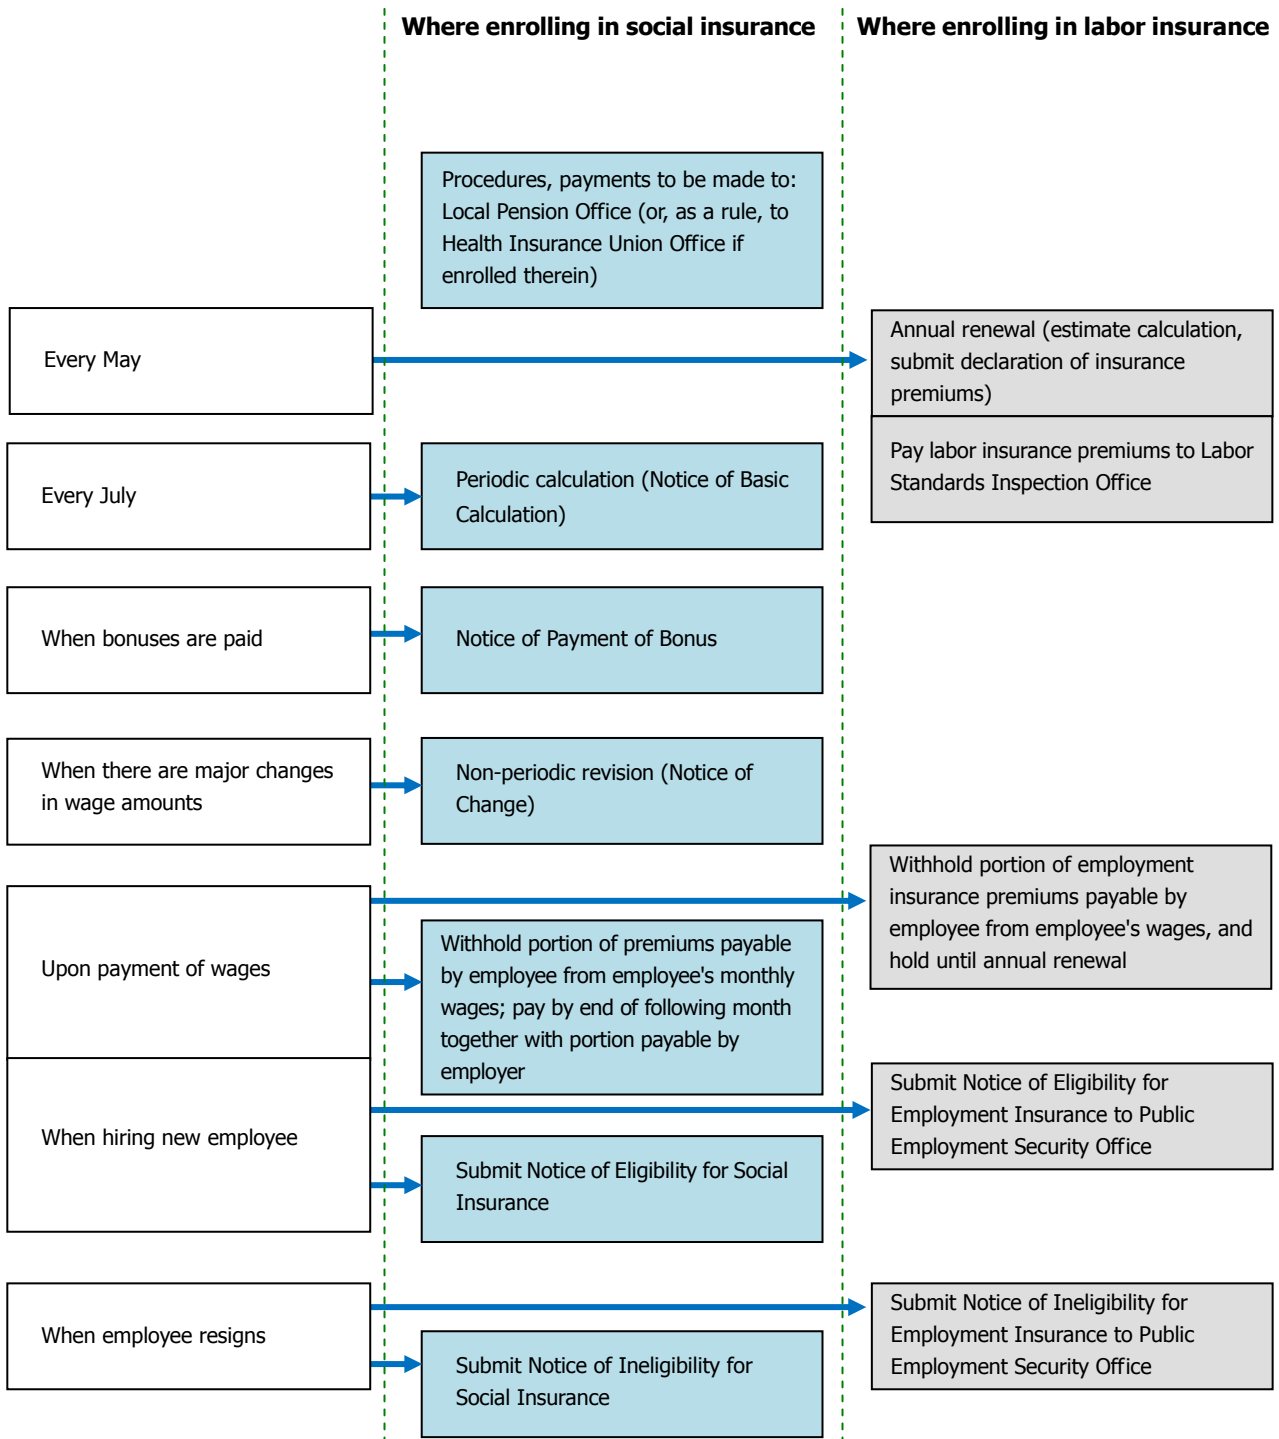 Where enrolling in social insurance
Where enrolling in labor insurance
Procedures, payments to be made to:
Local Pension Office (or, as a rule, to
Health Insurance Union Office if
enrolled therein)
Every May
Annual renewal (estimate calculation,
submit declaration of insurance
premiums)
Pay labor insurance premiums to Labor
Standards Inspection Office
Every July
Periodic calculation (Notice of Basic
Calculation)
When bonuses are paid
Notice of Payment of Bonus
When there are major changes
in wage amounts
Non-periodic revision (Notice of
Change)
Upon payment of wages
Withhold portion of premiums payable
by employee from employee's monthly
wages; pay by end of following month
together with portion payable by
employer
Withhold portion of employment
insurance premiums payable by
employee from employee's wages, and
hold until annual renewal
When hiring new employee
Submit Notice of Eligibility for Social
Insurance
Submit Notice of Eligibility for
Employment Insurance to Public
Employment Security Office
When employee resigns
Submit Notice of Ineligibility for
Social Insurance
Submit Notice of Ineligibility for
Employment Insurance to Public
Employment Security Office